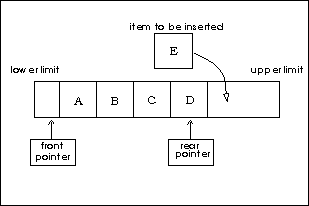 item to be inserted
E
lower limit
upper limit
A B C D
front pointer
rear pointer